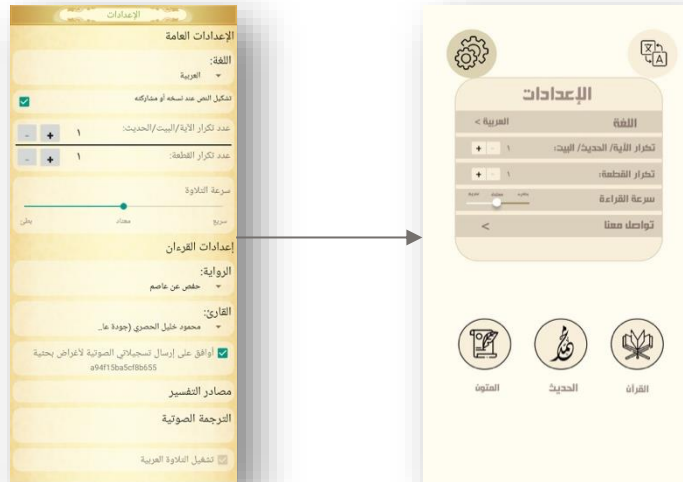 الإعدادات
الإعدادات العامة
اللغة:
العربية
تشكيل النص عند نسخه أو مشاركته
عدد تكرار الآية/البيت/الحديث: ١ + -
عدد تكرار القطعة: ١ + -
سرعة التلاوة
سريع معتاد بطئ
إعدادات القرءان
الرواية:
حفص عن عاصم
القارئ:
محمود خليل الحصري (جودة عا..
أوافق على إرسال تسجيلاتي الصوتية لأغراض بحثية
a94f15ba5cf8b655
مصادر التفسير
الترجمة الصوتية
تشغيل التلاوة العربية
الإعدادات
اللغة العربية >
تكرار الأية/ الحديث/ البيت: ١ - +
تكرار القطعة: ١ - +
سرعة القراءة
تواصل معنا >
القرآن الحديث المتون